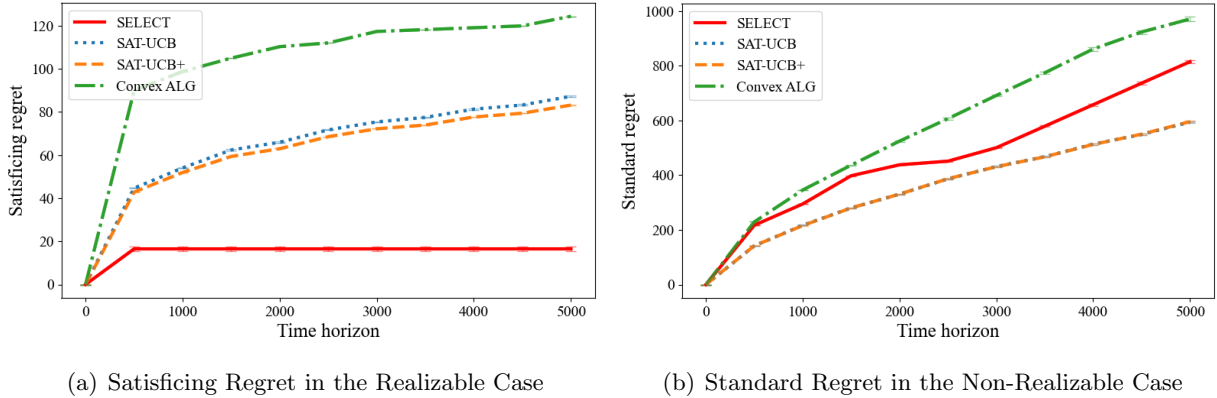 SELECT
SAT-UCB
SAT-UCB+
Convex ALG
120
100
80
60
40
20
0
Satisficing regret
0 1000 2000 3000 4000 5000
Time horizon
(a) Satisficing Regret in the Realizable Case
SELECT
SAT-UCB
SAT-UCB+
Convex ALG
1000
800
600
400
200
0
Standard regret
0 1000 2000 3000 4000 5000
Time horizon
(b) Standard Regret in the Non-Realizable Case